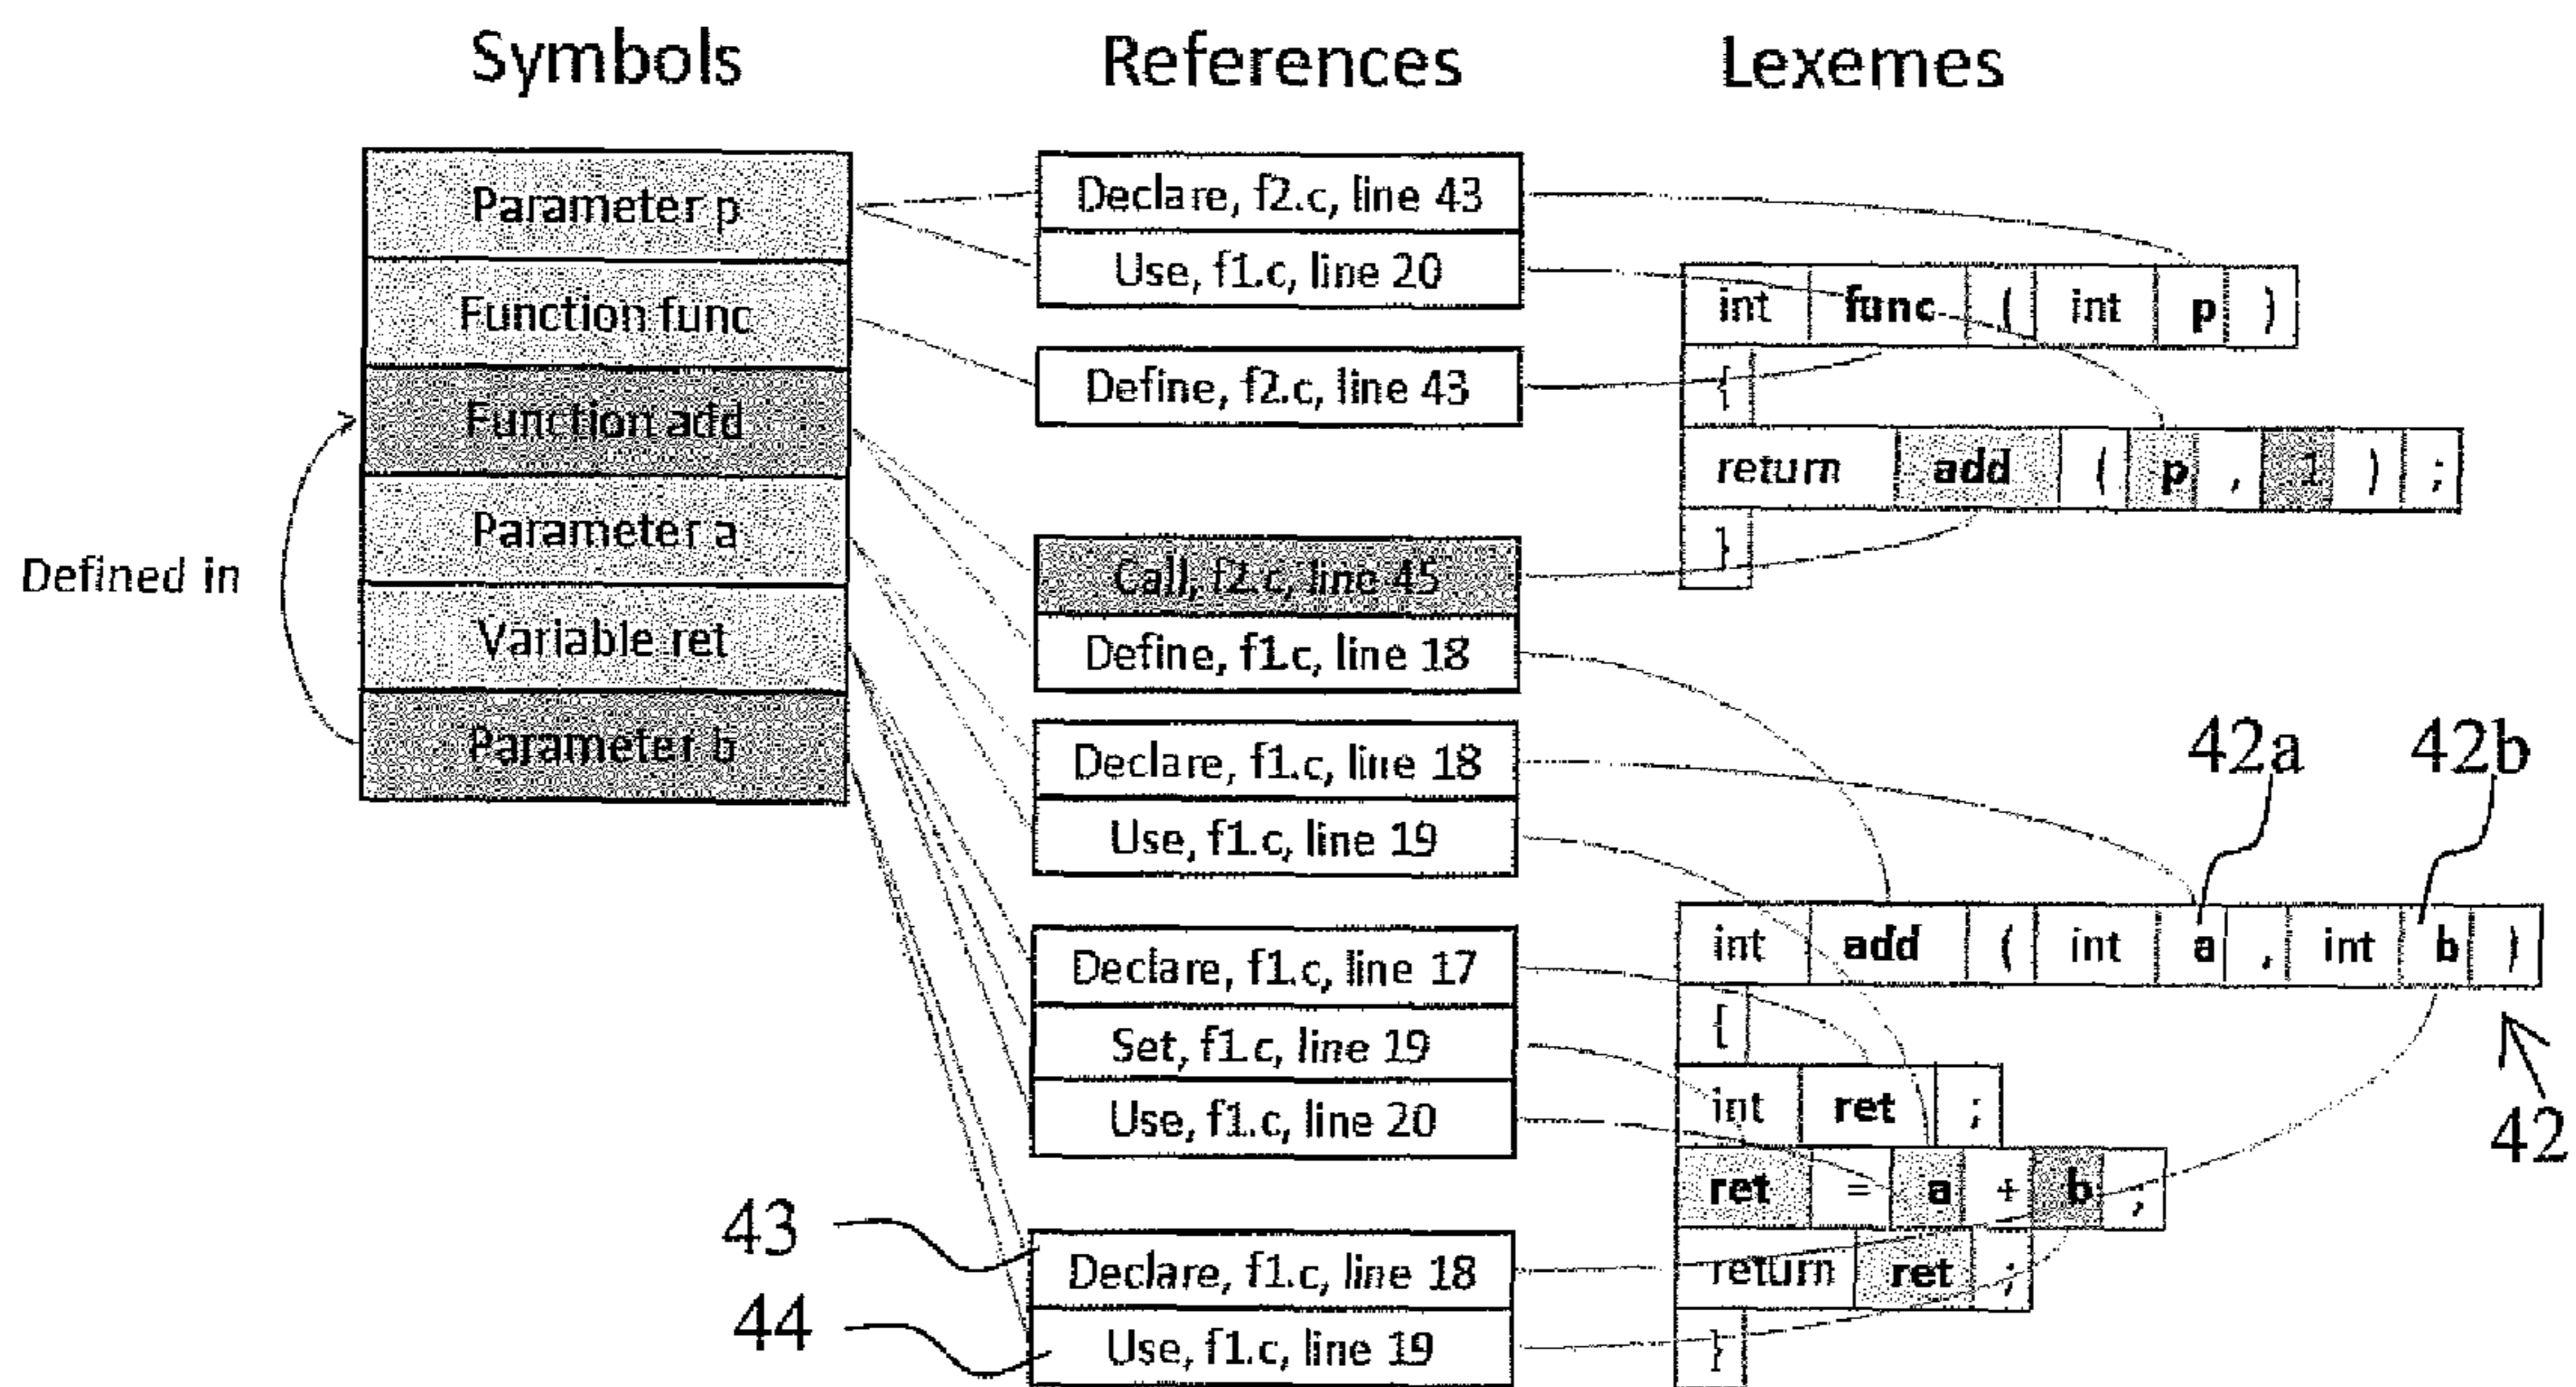 Symbols
References
Lexemes
Parameter p
Function func
Function add
Parameter a
Variable ret
Parameter b
Defined in
Declare, f2.c, line 43
Use, f1.c, line 20
Define, f2.c, line 43
Call, f2.c, line 45
Define, f1.c, line 18
Declare, f1.c, line 18
Use, f1.c, line 19
Declare, f1.c, line 17
Set, f1.c, line 19
Use, f1.c, line 20
Declare, f1.c, line 18
Use, f1.c, line 19
43
44
int func ( int p )
{
return add ( p , 1 ) ;
}
42a
42b
int add ( int a , int b )
{
int ret ;
ret = a + b ;
return ret ;
}
42